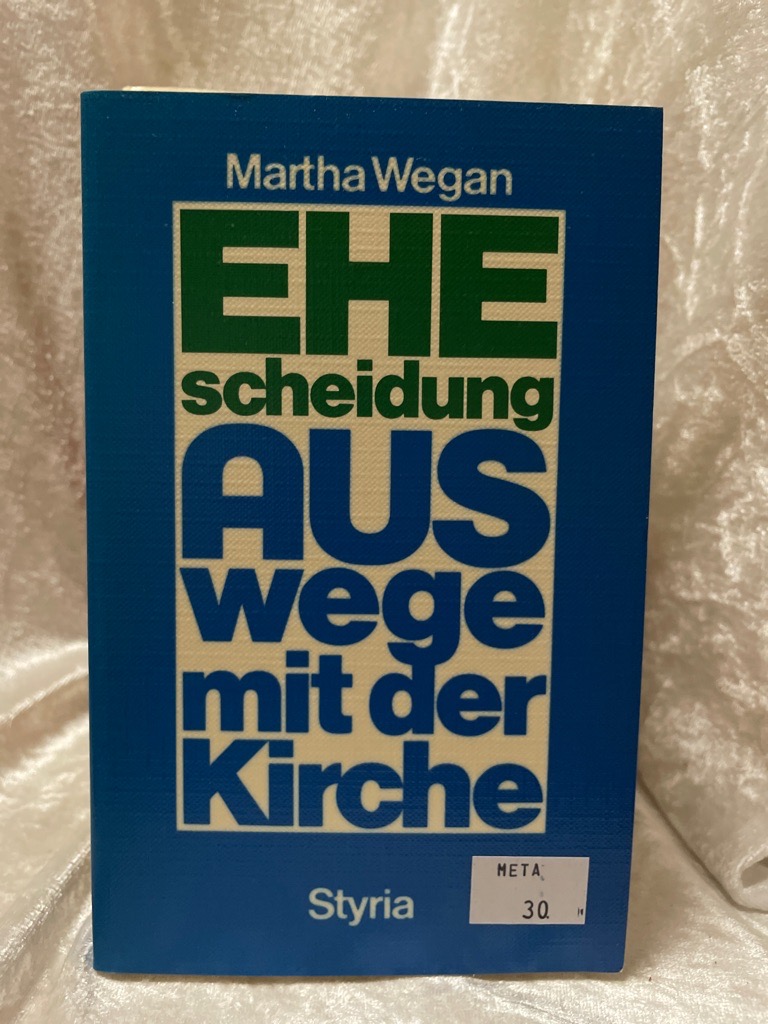 Martha Wegan
EHE
scheidung
AUS
wege
mit der
Kirche
Styria
META
30